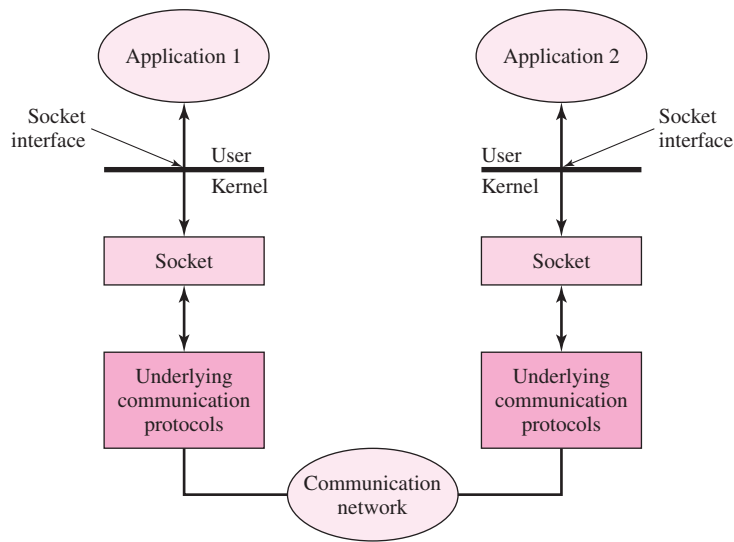 Application 1
Application 2
Socket
interface
User
Kernel
User
Kernel
Socket
interface
Socket
Socket
Underlying
communication
protocols
Underlying
communication
protocols
Communication
network